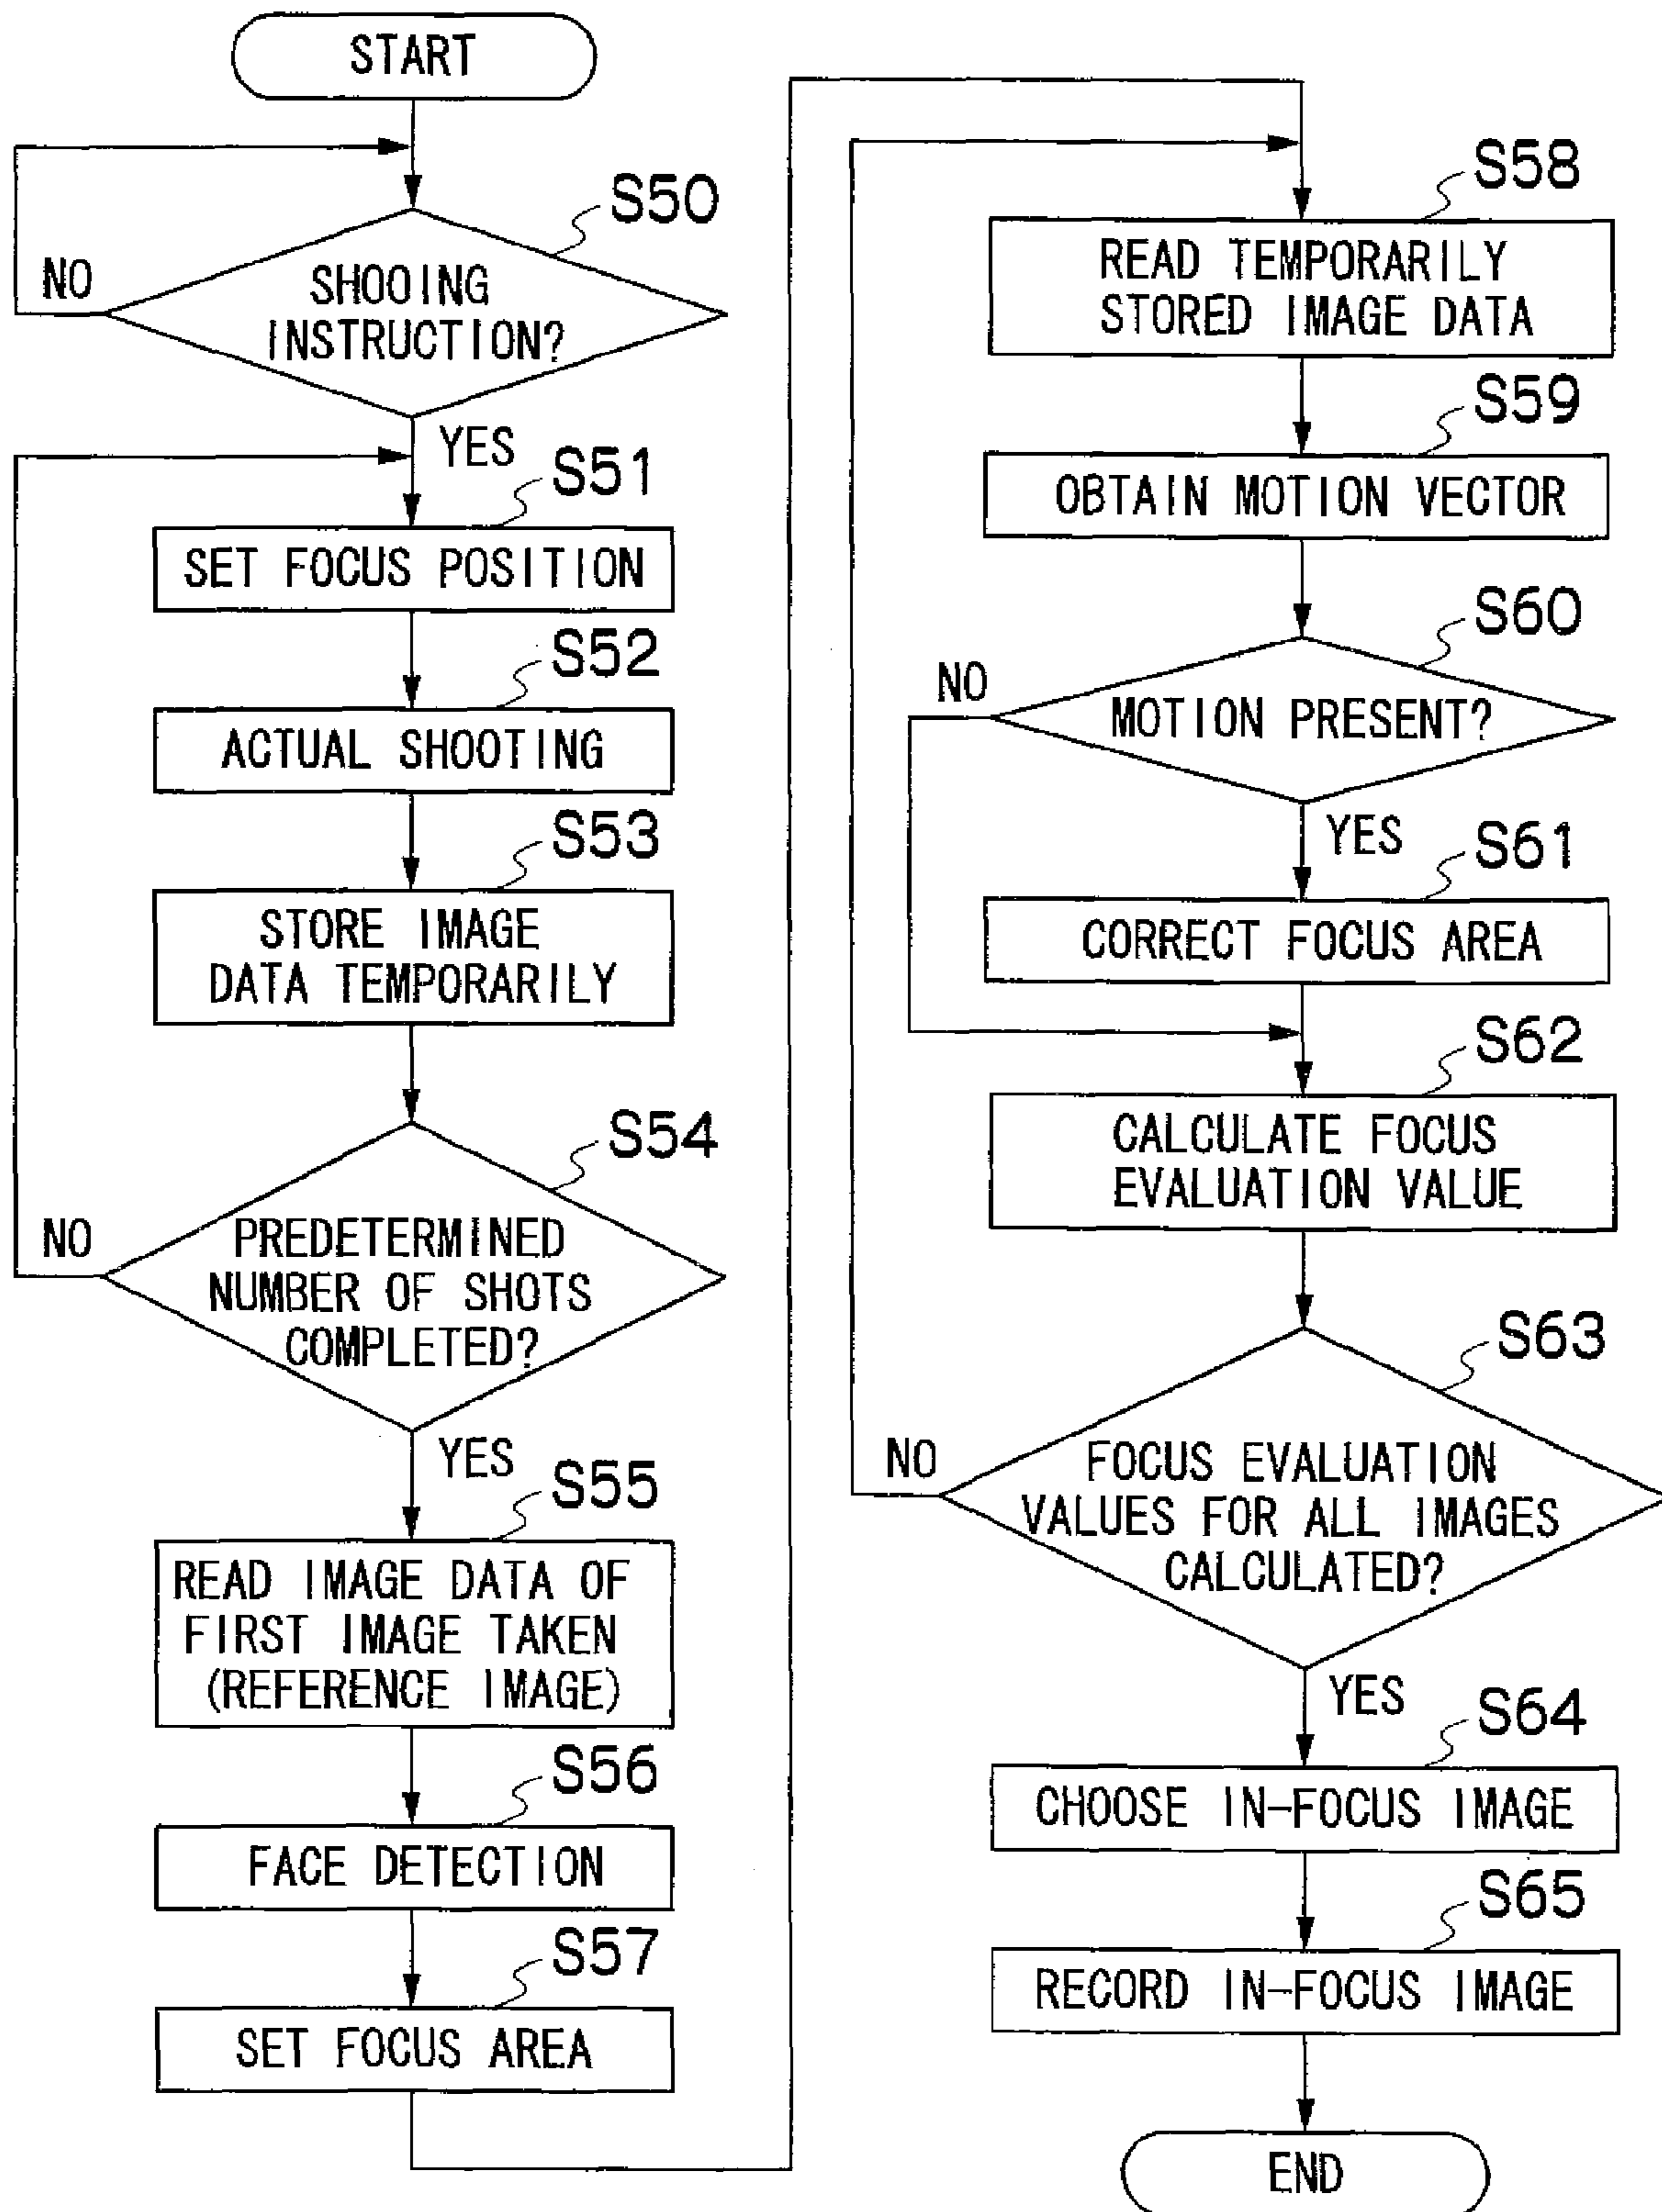 START
S50
NO
SHOOING
INSTRUCTION?
YES
S51
SET FOCUS POSITION
S52
ACTUAL SHOOTING
S53
STORE IMAGE
DATA TEMPORARILY
S54
NO
PREDETERMINED
NUMBER OF SHOTS
COMPLETED?
YES
S55
READ IMAGE DATA OF
FIRST IMAGE TAKEN
(REFERENCE IMAGE)
S56
FACE DETECTION
S57
SET FOCUS AREA
S58
READ TEMPORARILY
STORED IMAGE DATA
S59
OBTAIN MOTION VECTOR
S60
NO
MOTION PRESENT?
YES
S61
CORRECT FOCUS AREA
S62
CALCULATE FOCUS
EVALUATION VALUE
S63
NO
FOCUS EVALUATION
VALUES FOR ALL IMAGES
CALCULATED?
YES
S64
CHOOSE IN-FOCUS IMAGE
S65
RECORD IN-FOCUS IMAGE
END